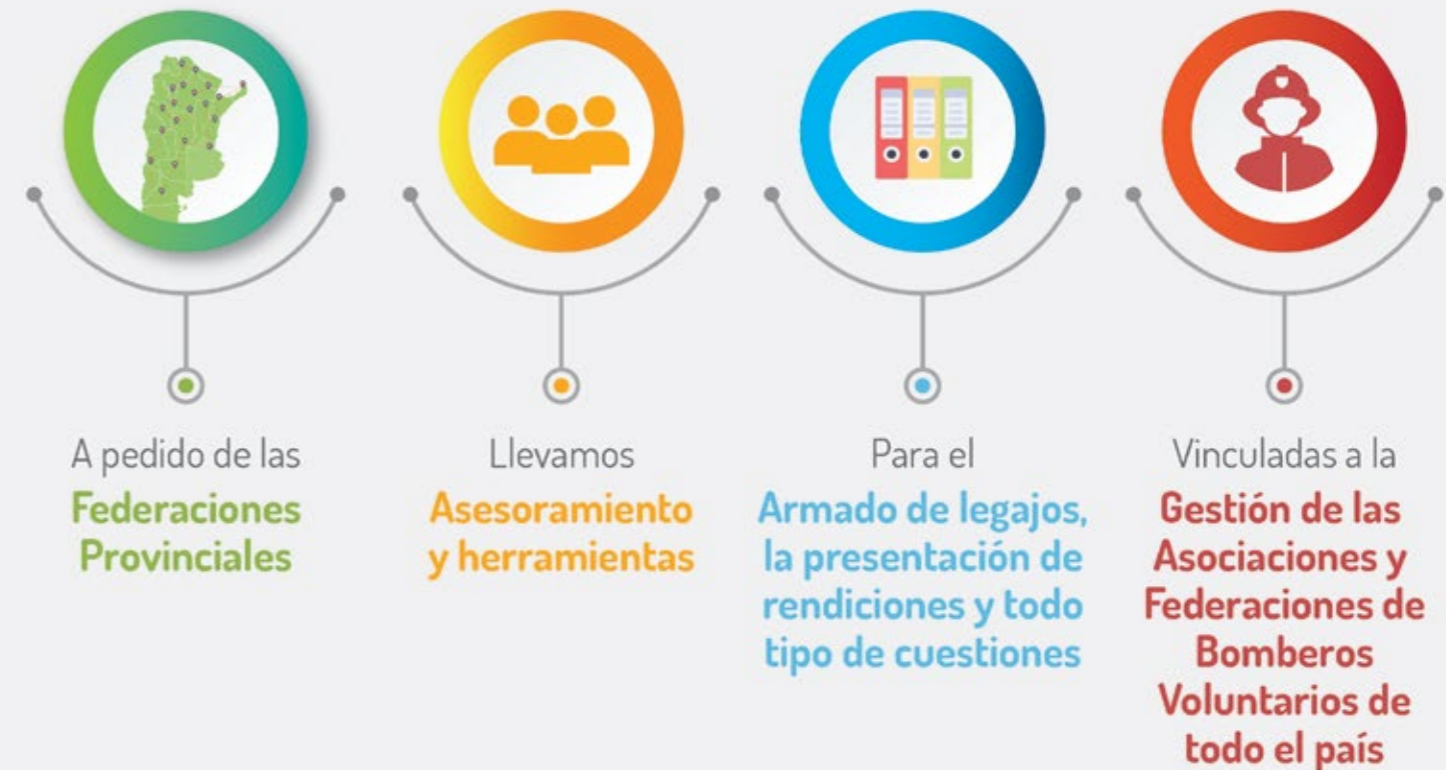 A pedido de las
Federaciones
Provinciales
Llevamos
Asesoramiento
y herramientas
Para el
Armado de legajos,
la presentación de
rendiciones y todo
tipo de cuestiones
Vinculadas a la
Gestión de las
Asociaciones y
Federaciones de
Bomberos
Voluntarios de
todo el país